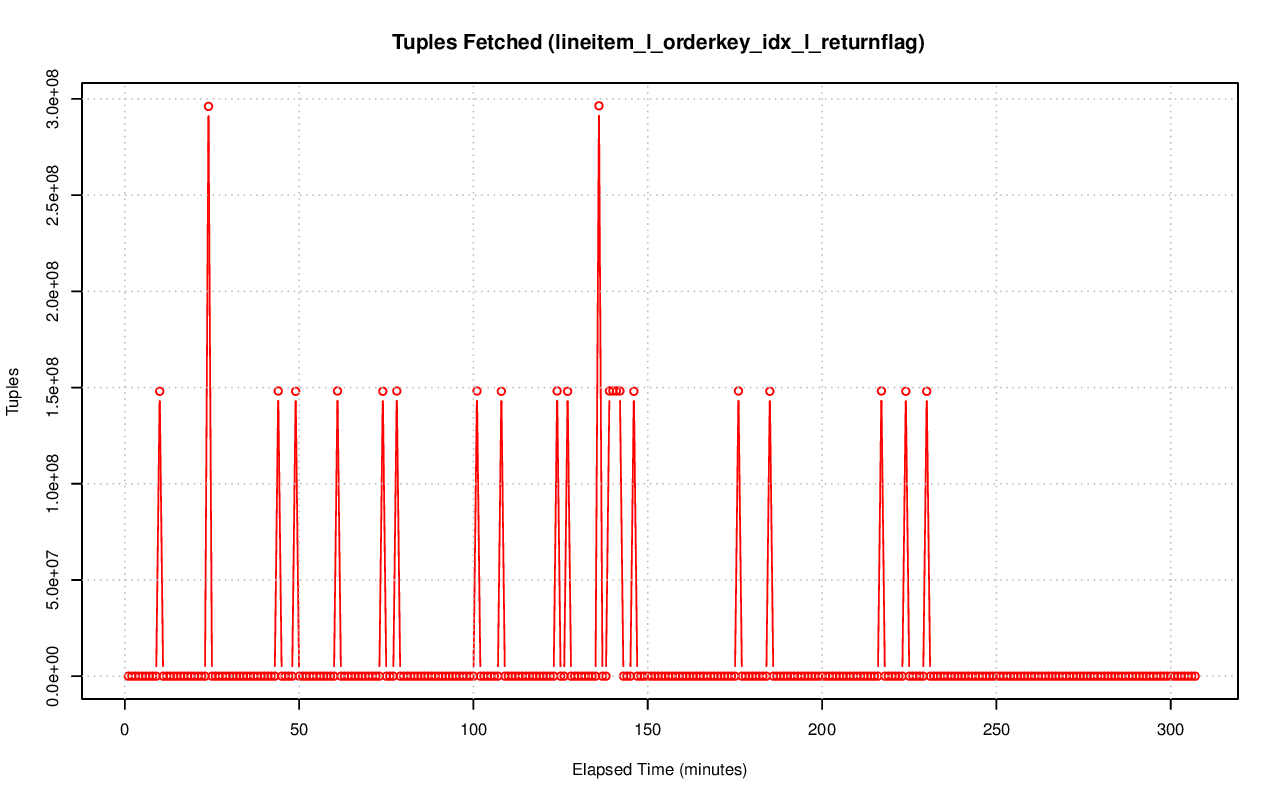 Tuples Fetched (lineitem_l_orderkey_idx_l_returnflag)
3.0e+08
2.5e+08
2.0e+08
1.5e+08
1.0e+08
5.0e+07
0.0e+00
Tuples
0 50 100 150 200 250 300
Elapsed Time (minutes)